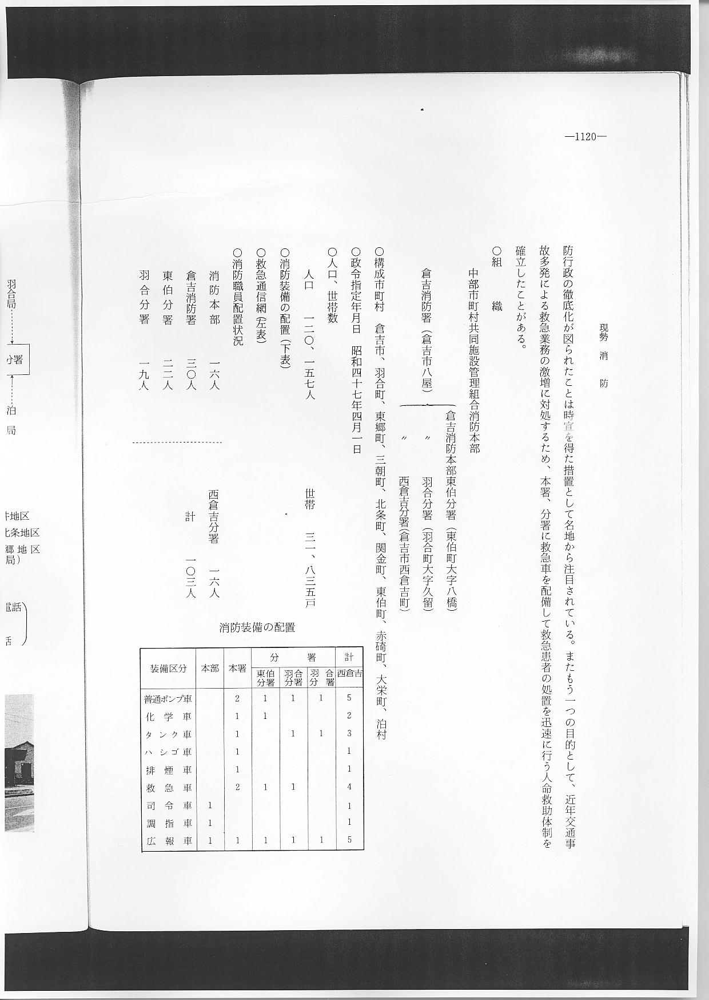 —1120—
現勢 消 防
防行政の徹底化が図られたことは時宣を得た措置として名地から注目されている。またもう一つの目的として、近年交通事
故多発による救急業務の激増に対処するため、本署、分署に救急車を配備して救急患者の処置を迅速に行う人命救助体制を
確立したことがある。
○組 織
中部市町村共同施設管理組合消防本部
倉吉消防本部東伯分署(東伯町大字八橋)
倉吉消防署(倉吉市八屋) 〃 羽合分署(羽合町大字久留)
〃 西倉吉分署(倉吉市西倉吉町)
○構成市町村 倉吉市、羽合町、東郷町、三朝町、北条町、関金町、東伯町、赤碕町、大栄町、泊村
○政令指定年月日 昭和四十七年四月一日
○人口、世帯数
人口 一二〇、一五七人 世帯 三一、八三五戸
○消防装備の配置(下表)
○救急通信網(左表)
○消防職員配置状況
消防本部 一六人 西倉吉分署 一六人
倉吉消防署 三〇人 計 一〇三人
東伯分署 二二人
羽合分署 一九人
消防装備の配置
装備区分 本部 本署 分 署 計
東伯分署 羽合分署 羽合分署 西倉吉
普通ポンプ車 2 1 1 1 5
化学車 1 1 2
タンク車 1 1 1 3
ハシゴ車 1 1
排煙車 1 1
救急車 2 1 1 4
司令車 1 1
調指車 1 1
広報車 1 1 1 1 1 5
羽合局
分署
泊局
北条地区
郷地区
局)
電話
話